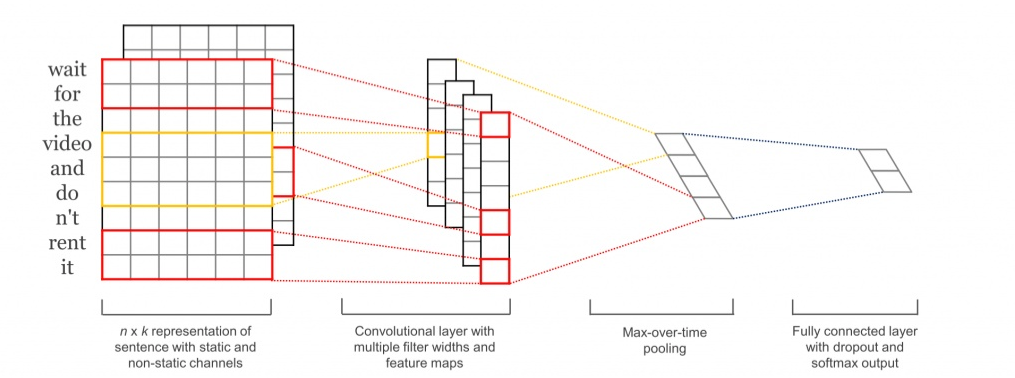 wait
for
the
video
and
do
n't
rent
it
n x k representation of
sentence with static and
non-static channels
Convolutional layer with
multiple filter widths and
feature maps
Max-over-time
pooling
Fully connected layer
with dropout and
softmax output